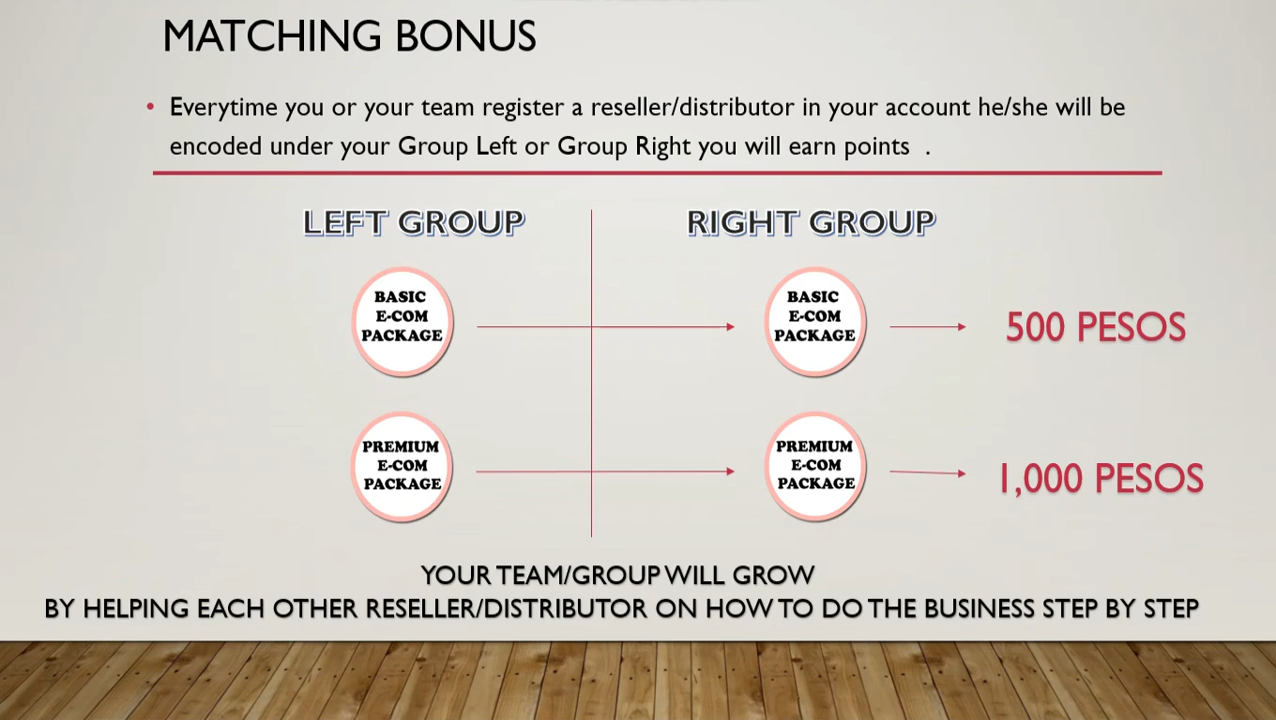 MATCHING BONUS
• Everytime you or your team register a reseller/distributor in your account he/she will be
encoded under your Group Left or Group Right you will earn points .
LEFT GROUP
RIGHT GROUP
BASIC
E-COM
PACKAGE
BASIC
E-COM
PACKAGE
500 PESOS
PREMIUM
E-COM
PACKAGE
PREMIUM
E-COM
PACKAGE
1,000 PESOS
YOUR TEAM/GROUP WILL GROW
BY HELPING EACH OTHER RESELLER/DISTRIBUTOR ON HOW TO DO THE BUSINESS STEP BY STEP